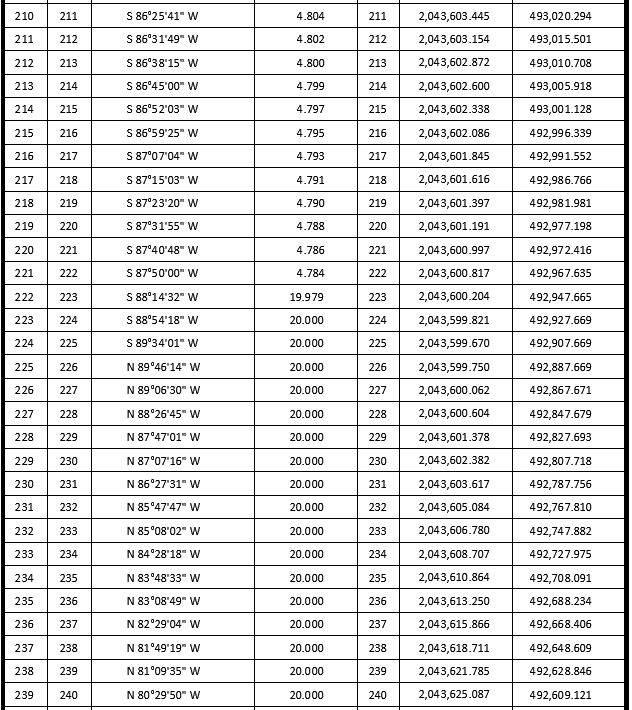 210 211 S 86°25'41" W 4.804 211 2,043,603.445 493,020.294
211 212 S 86°31'49" W 4.802 212 2,043,603.154 493,015.501
212 213 S 86°38'15" W 4.800 213 2,043,602.872 493,010.708
213 214 S 86°45'00" W 4.799 214 2,043,602.600 493,005.918
214 215 S 86°52'03" W 4.797 215 2,043,602.338 493,001.128
215 216 S 86°59'25" W 4.795 216 2,043,602.086 492,996.339
216 217 S 87°07'04" W 4.793 217 2,043,601.845 492,991.552
217 218 S 87°15'03" W 4.791 218 2,043,601.616 492,986.766
218 219 S 87°23'20" W 4.790 219 2,043,601.397 492,981.981
219 220 S 87°31'55" W 4.788 220 2,043,601.191 492,977.198
220 221 S 87°40'48" W 4.786 221 2,043,600.997 492,972.416
221 222 S 87°50'00" W 4.784 222 2,043,600.817 492,967.635
222 223 S 88°14'32" W 19.979 223 2,043,600.204 492,947.665
223 224 S 88°54'18" W 20.000 224 2,043,599.821 492,927.669
224 225 S 89°34'01" W 20.000 225 2,043,599.670 492,907.669
225 226 N 89°46'14" W 20.000 226 2,043,599.750 492,887.669
226 227 N 89°06'30" W 20.000 227 2,043,600.062 492,867.671
227 228 N 88°26'45" W 20.000 228 2,043,600.604 492,847.679
228 229 N 87°47'01" W 20.000 229 2,043,601.378 492,827.693
229 230 N 87°07'16" W 20.000 230 2,043,602.382 492,807.718
230 231 N 86°27'31" W 20.000 231 2,043,603.617 492,787.756
231 232 N 85°47'47" W 20.000 232 2,043,605.084 492,767.810
232 233 N 85°08'02" W 20.000 233 2,043,606.780 492,747.882
233 234 N 84°28'18" W 20.000 234 2,043,608.707 492,727.975
234 235 N 83°48'33" W 20.000 235 2,043,610.864 492,708.091
235 236 N 83°08'49" W 20.000 236 2,043,613.250 492,688.234
236 237 N 82°29'04" W 20.000 237 2,043,615.866 492,668.406
237 238 N 81°49'19" W 20.000 238 2,043,618.711 492,648.609
238 239 N 81°09'35" W 20.000 239 2,043,621.785 492,628.846
239 240 N 80°29'50" W 20.000 240 2,043,625.087 492,609.121